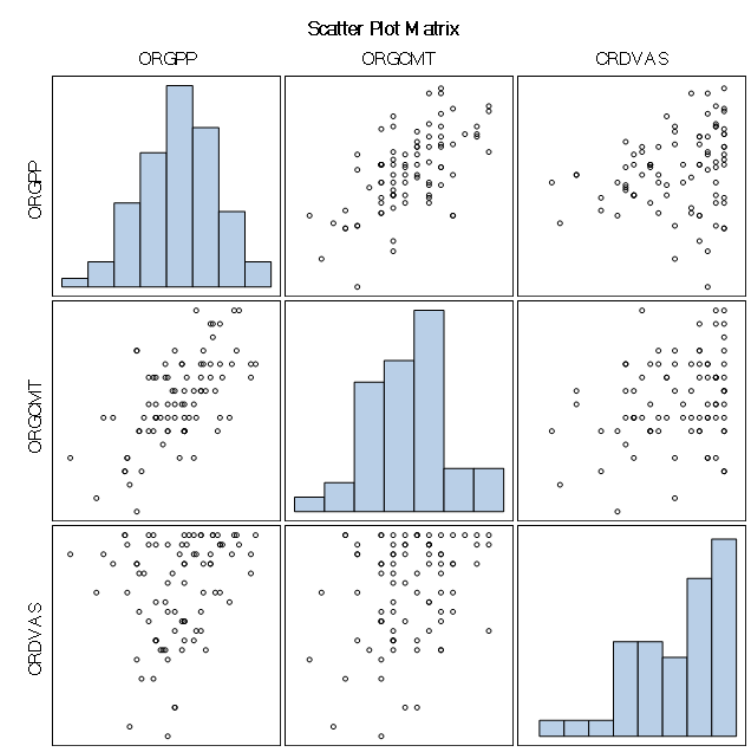 Scatter Plot Matrix
ORGPP ORGCMT CRDVAS
ORGPP
ORGCMT
CRDVAS